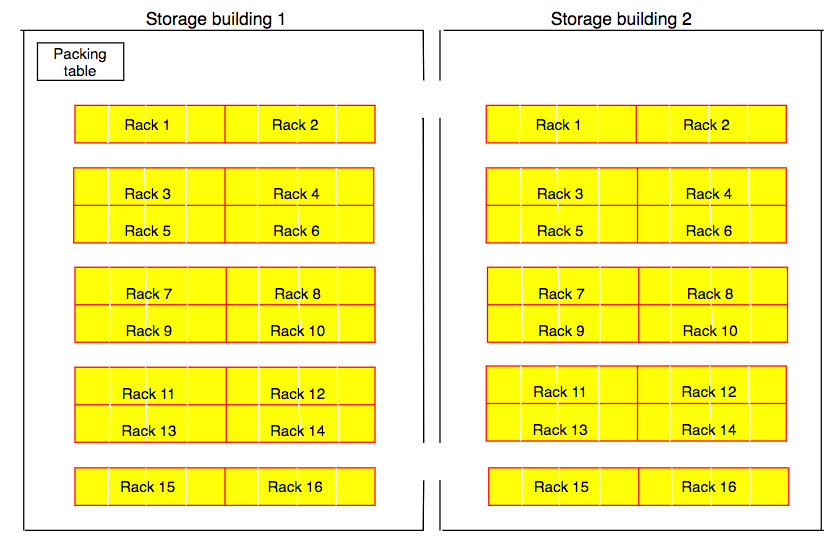 Storage building 1
Storage building 2
Packing
table
Rack 1
Rack 2
Rack 1
Rack 2
Rack 3
Rack 4
Rack 3
Rack 4
Rack 5
Rack 6
Rack 5
Rack 6
Rack 7
Rack 8
Rack 7
Rack 8
Rack 9
Rack 10
Rack 9
Rack 10
Rack 11
Rack 12
Rack 11
Rack 12
Rack 13
Rack 14
Rack 13
Rack 14
Rack 15
Rack 16
Rack 15
Rack 16